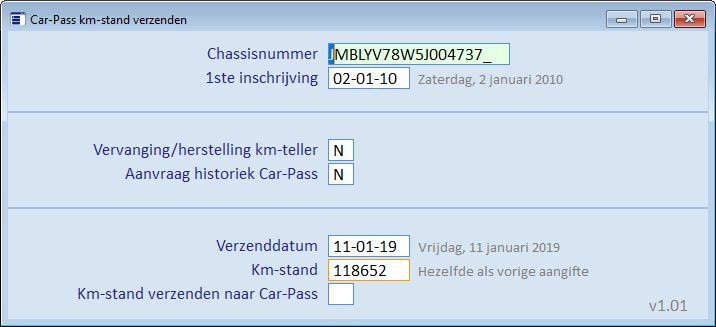 Car-Pass km-stand verzenden
Chassisnummer JMBLYV78W5J004737_
1ste inschrijving 02-01-10 Zaterdag, 2 januari 2010
Vervanging/herstelling km-teller N
Aanvraag historiek Car-Pass N
Verzenddatum 11-01-19 Vrijdag, 11 januari 2019
Km-stand 118652 Hezelfde als vorige aangifte
Km-stand verzenden naar Car-Pass
v1.01